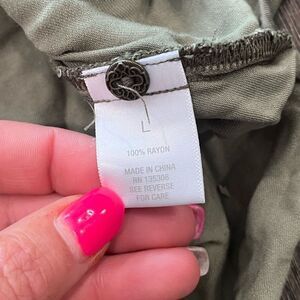 L
100% RAYON
MADE IN CHINA
RN 135306
SEE REVERSE
FOR CARE